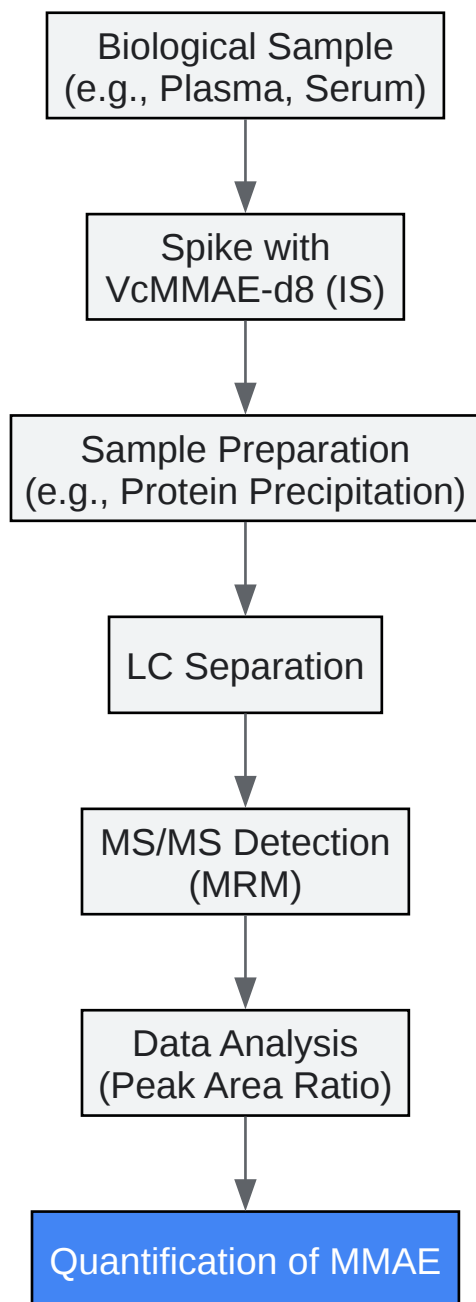 Biological Sample
(e.g., Plasma, Serum)
Spike with
VcMMAE-d8 (IS)
Sample Preparation
(e.g., Protein Precipitation)
LC Separation
MS/MS Detection
(MRM)
Data Analysis
(Peak Area Ratio)
Quantification of MMAE